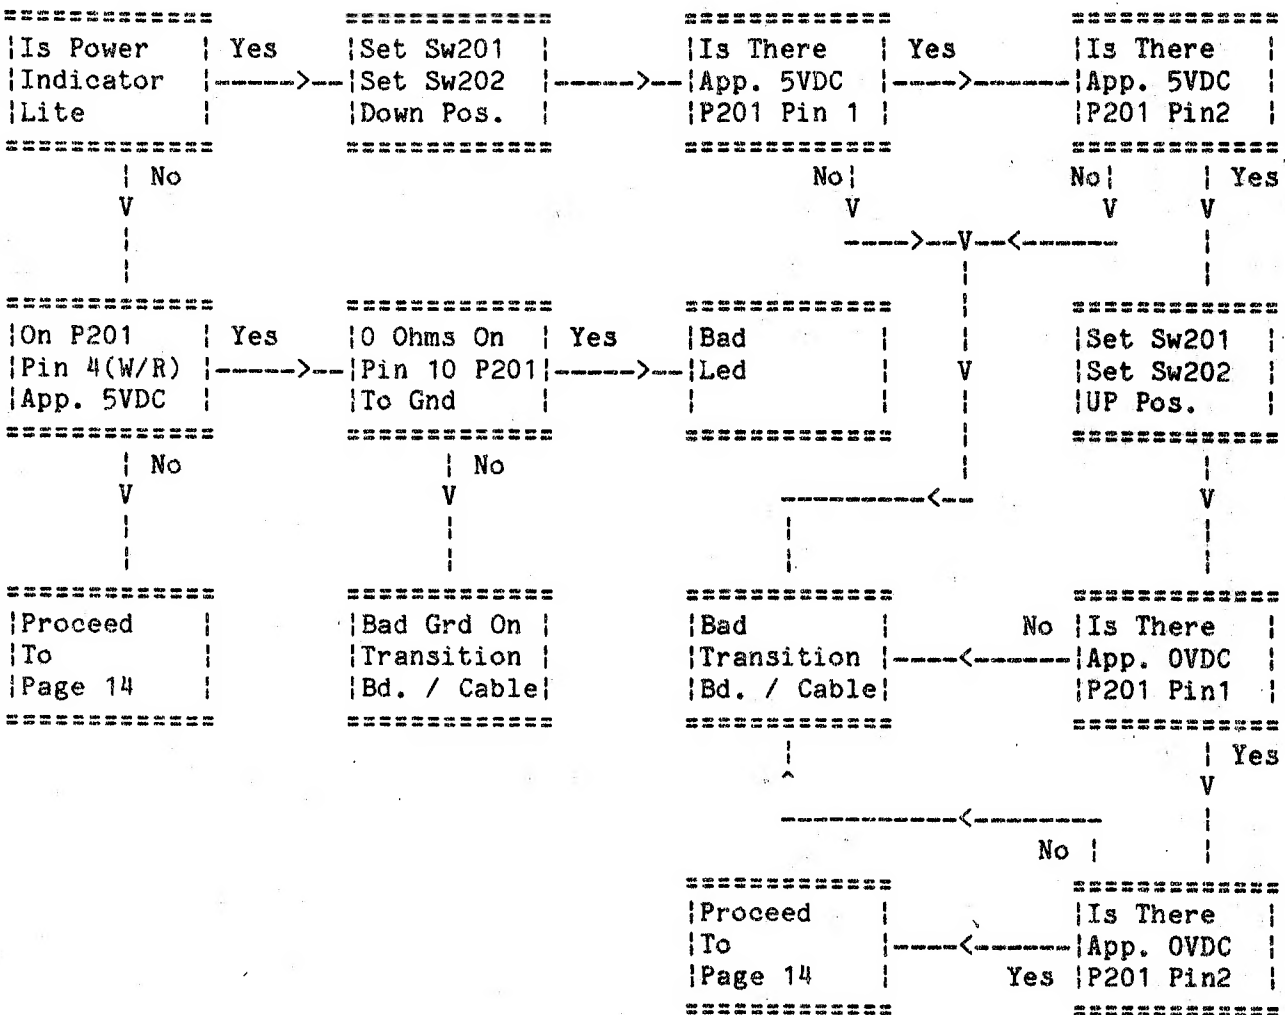 Is Power
Indicator
Lite
Yes
Set Sw201
Set Sw202
Down Pos.
Is There
App. 5VDC
P201 Pin 1
Yes
Is There
App. 5VDC
P201 Pin2
No
No
No
Yes
On P201
Pin 4(W/R)
App. 5VDC
Yes
0 Ohms On
Pin 10 P201
To Gnd
Yes
Bad
Led
Set Sw201
Set Sw202
UP Pos.
No
No
Proceed
To
Page 14
Bad Grd On
Transition
Bd. / Cable
Bad
Transition
Bd. / Cable
No
Is There
App. 0VDC
P201 Pin1
Yes
No
Proceed
To
Page 14
Yes
Is There
App. 0VDC
P201 Pin2